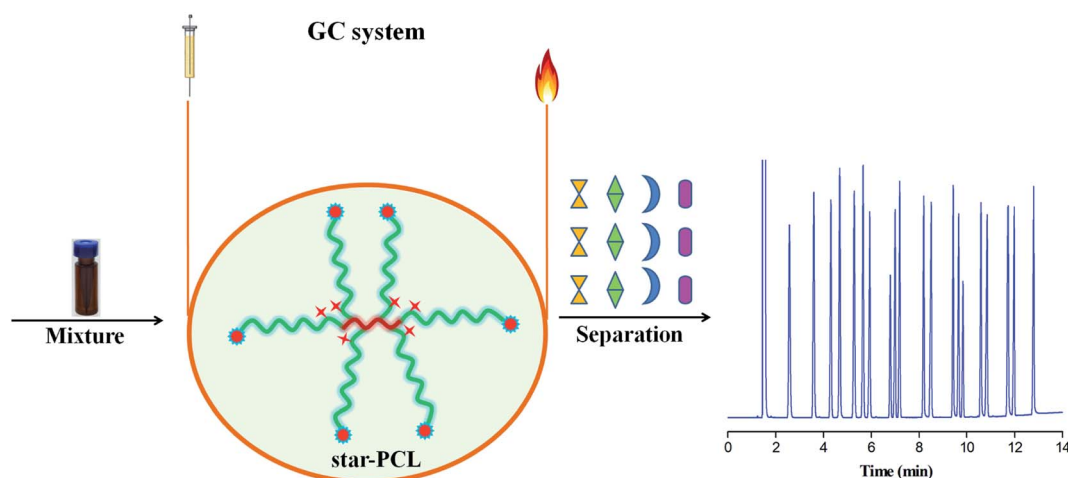 GC system
Mixture
star-PCL
Separation
0 2 4 6 8 10 12 14
Time (min)